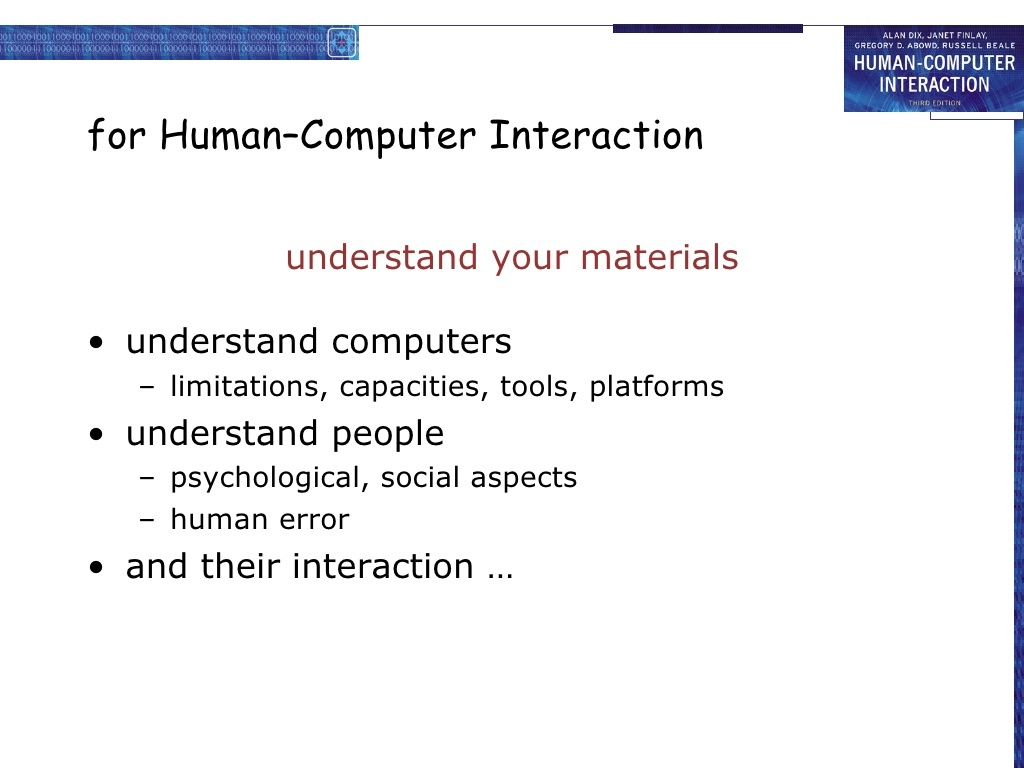 ALAN DIX, JANET FINLAY,
GREGORY D. ABOWD, RUSSELL BEALE
HUMAN-COMPUTER
INTERACTION
THIRD EDITION
for Human–Computer Interaction
understand your materials
• understand computers
– limitations, capacities, tools, platforms
• understand people
– psychological, social aspects
– human error
• and their interaction …